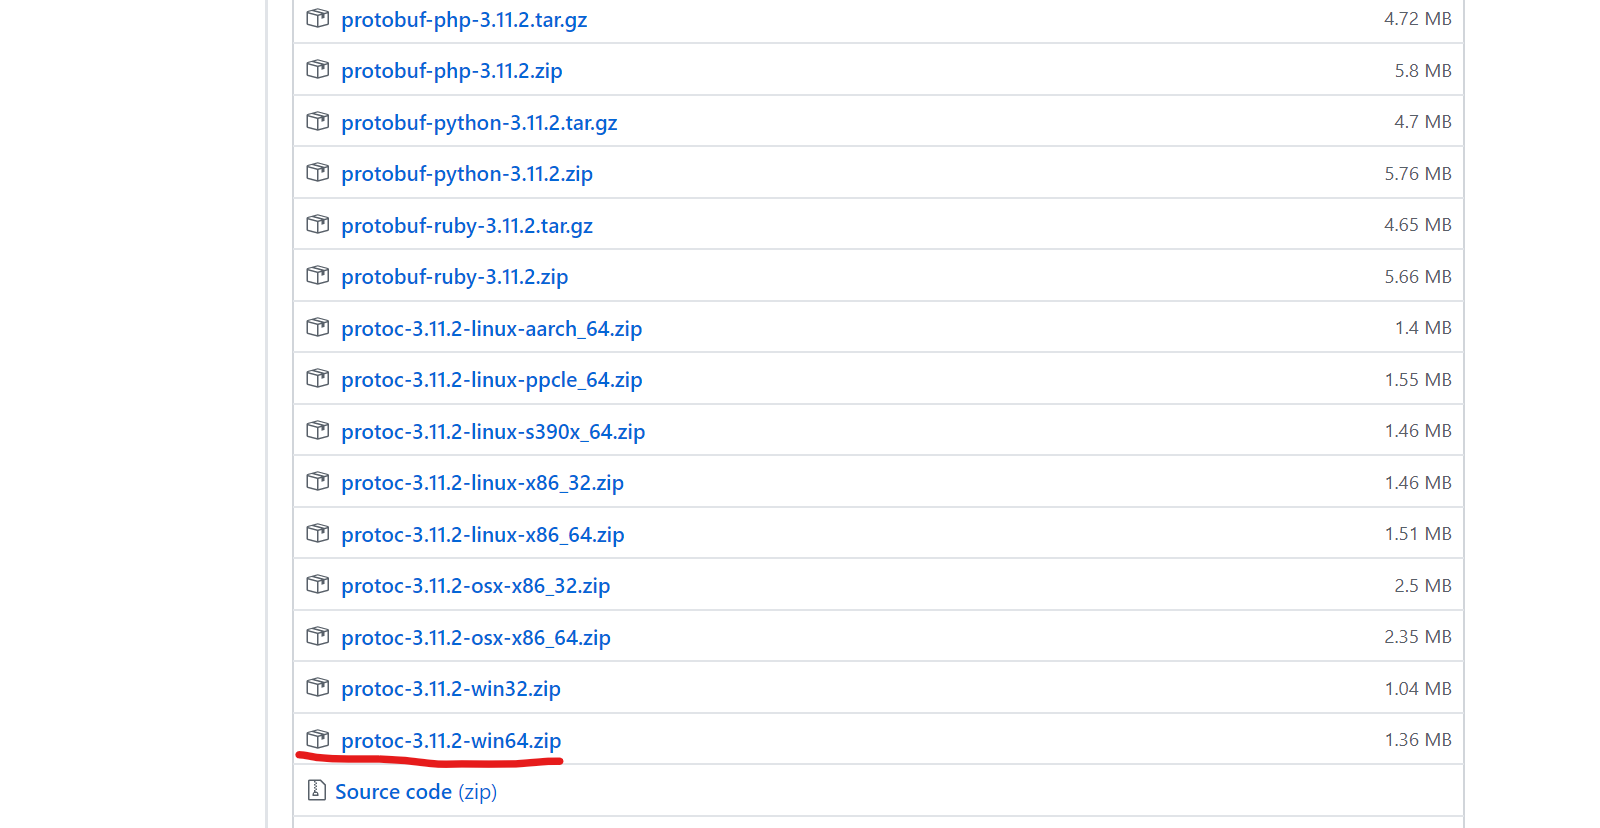 protobuf-php-3.11.2.tar.gz 4.72 MB
protobuf-php-3.11.2.zip 5.8 MB
protobuf-python-3.11.2.tar.gz 4.7 MB
protobuf-python-3.11.2.zip 5.76 MB
protobuf-ruby-3.11.2.tar.gz 4.65 MB
protobuf-ruby-3.11.2.zip 5.66 MB
protoc-3.11.2-linux-aarch_64.zip 1.4 MB
protoc-3.11.2-linux-ppcle_64.zip 1.55 MB
protoc-3.11.2-linux-s390x_64.zip 1.46 MB
protoc-3.11.2-linux-x86_32.zip 1.46 MB
protoc-3.11.2-linux-x86_64.zip 1.51 MB
protoc-3.11.2-osx-x86_32.zip 2.5 MB
protoc-3.11.2-osx-x86_64.zip 2.35 MB
protoc-3.11.2-win32.zip 1.04 MB
protoc-3.11.2-win64.zip 1.36 MB
Source code (zip)